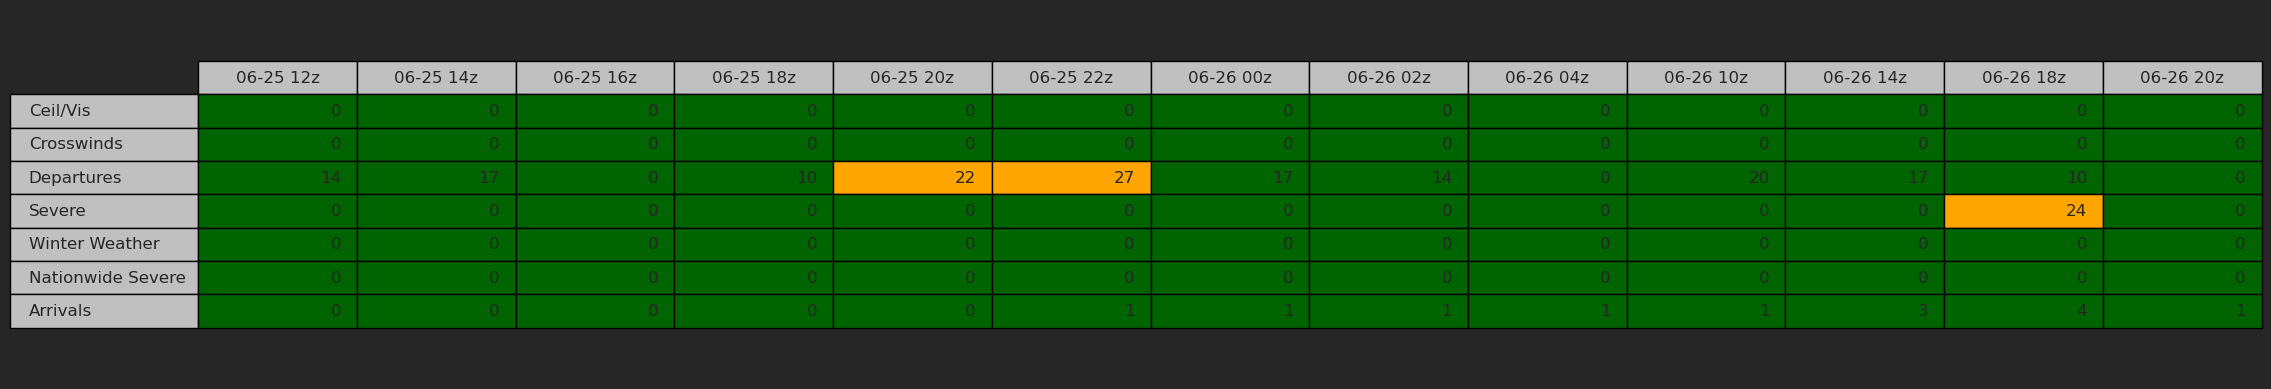 06-25 12z 06-25 14z 06-25 16z 06-25 18z 06-25 20z 06-25 22z 06-26 00z 06-26 02z 06-26 04z 06-26 10z 06-26 14z 06-26 18z 06-26 20z
Ceil/Vis 0 0 0 0 0 0 0 0 0 0 0 0 0
Crosswinds 0 0 0 0 0 0 0 0 0 0 0 0 0
Departures 14 17 0 10 22 27 17 14 0 20 17 10 0
Severe 0 0 0 0 0 0 0 0 0 0 0 24 0
Winter Weather 0 0 0 0 0 0 0 0 0 0 0 0 0
Nationwide Severe 0 0 0 0 0 0 0 0 0 0 0 0 0
Arrivals 0 0 0 0 0 1 1 1 1 1 3 4 1